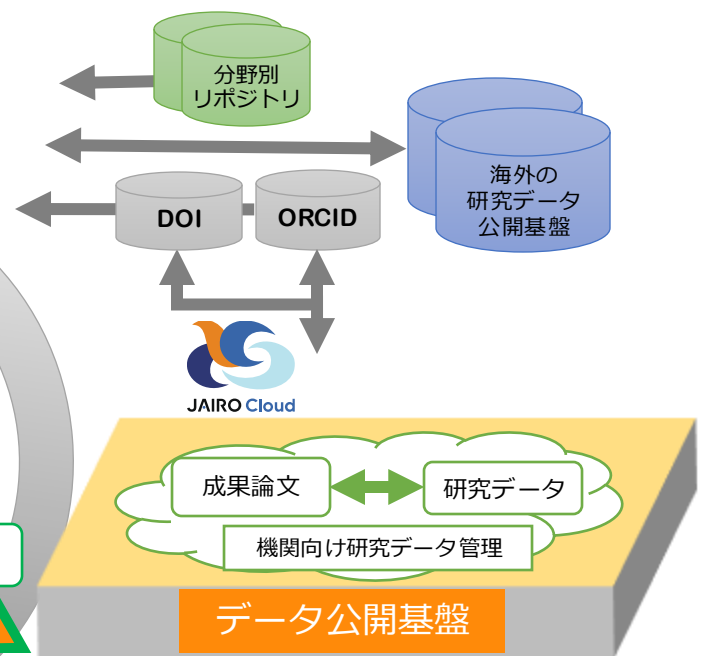 分野別
リポジトリ
海外の
研究データ
公開基盤
DOI
ORCID
JAIRO Cloud
成果論文
研究データ
機関向け研究データ管理
データ公開基盤